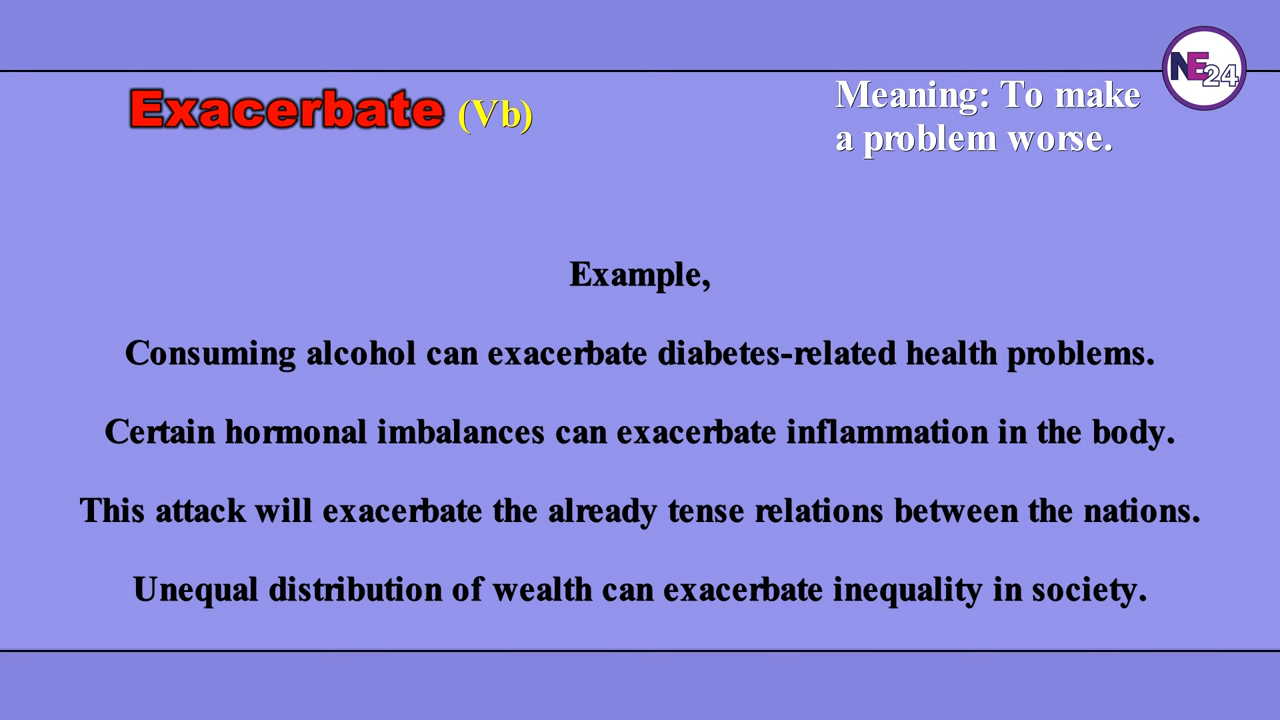 NE24
Exacerbate (Vb)
Meaning: To make
a problem worse.
Example,
Consuming alcohol can exacerbate diabetes-related health problems.
Certain hormonal imbalances can exacerbate inflammation in the body.
This attack will exacerbate the already tense relations between the nations.
Unequal distribution of wealth can exacerbate inequality in society.